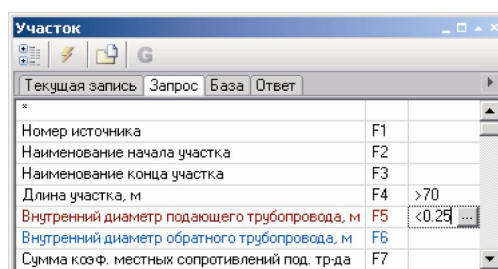 Участок
G
Текущая запись Запрос База Ответ
*
Номер источника F1
Наименование начала участка F2
Наименование конца участка F3
Длина участка, м F4 >70
Внутренний диаметр подающего трубопровода, м F5 <0.25 ...
Внутренний диаметр обратного трубопровода, м F6
Сумма коэф. местных сопротивлений под. тр-да F7